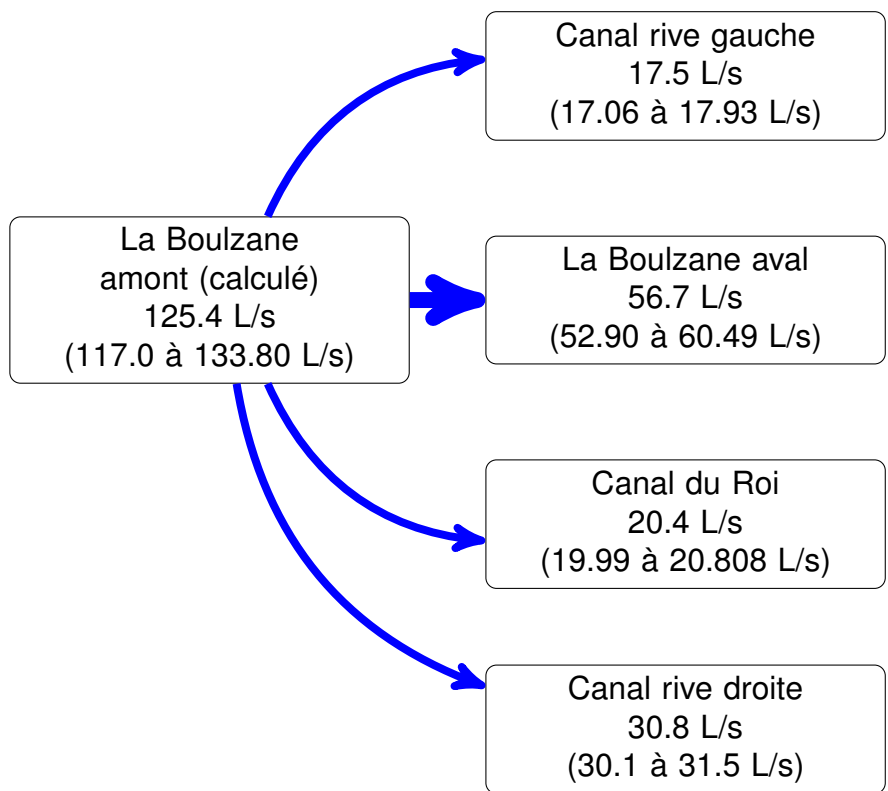 Canal rive gauche
17.5 L/s
(17.06 à 17.93 L/s)
La Boulzane
amont (calculé)
125.4 L/s
(117.0 à 133.80 L/s)
La Boulzane aval
56.7 L/s
(52.90 à 60.49 L/s)
Canal du Roi
20.4 L/s
(19.99 à 20.808 L/s)
Canal rive droite
30.8 L/s
(30.1 à 31.5 L/s)